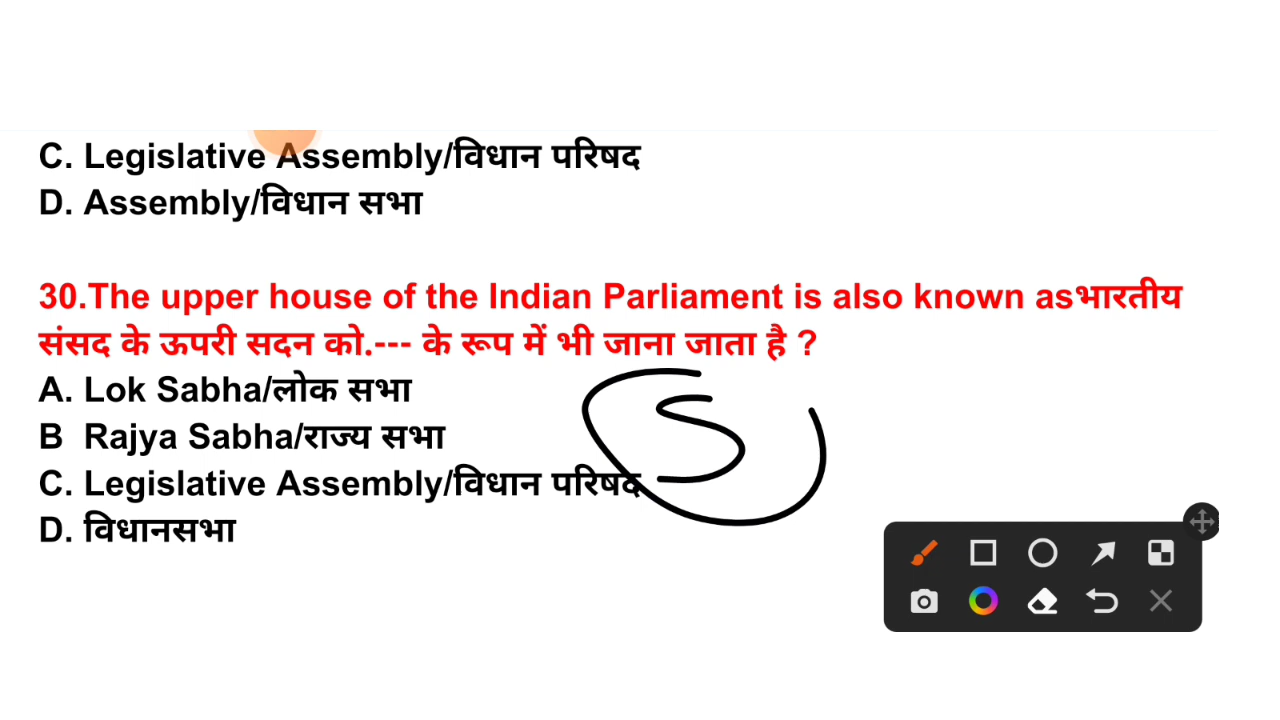 C. Legislative Assembly/विधान परिषद
D. Assembly/विधान सभा
30.The upper house of the Indian Parliament is also known asभारतीय
संसद के ऊपरी सदन को.--- के रूप में भी जाना जाता है ?
A. Lok Sabha/लोक सभा
B Rajya Sabha/राज्य सभा
C. Legislative Assembly/विधान परिषद
D. विधानसभा